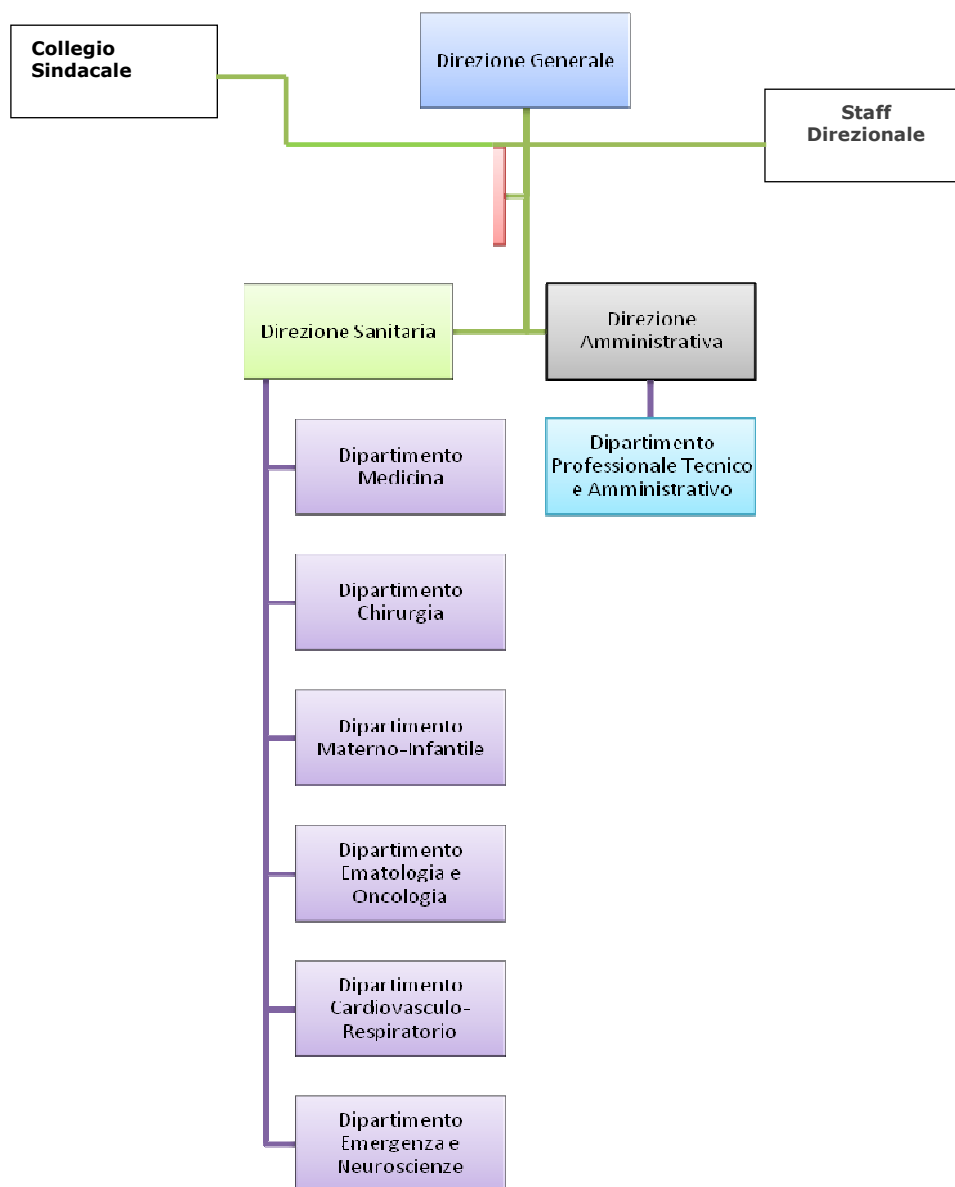 Direzione Generale
Collegio
Sindacale
Staff
Direzionale
Direzione Sanitaria
Direzione
Amministrativa
Dipartimento
Medicina
Dipartimento
Professionale Tecnico
e Amministrativo
Dipartimento
Chirurgia
Dipartimento
Materno-Infantile
Dipartimento
Ematologia e
Oncologia
Dipartimento
Cardiovasculo-
Respiratorio
Dipartimento
Emergenza e
Neuroscienze